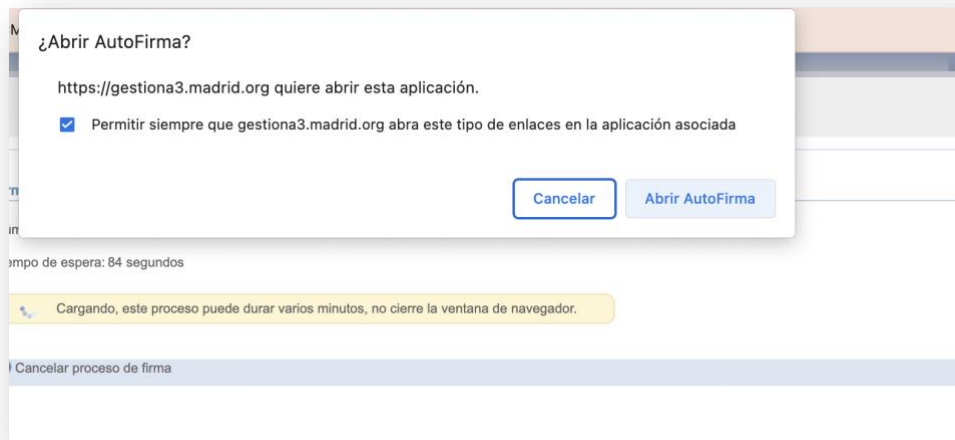 ¿Abrir AutoFirma?
https://gestiona3.madrid.org quiere abrir esta aplicación.
Permitir siempre que gestiona3.madrid.org abra este tipo de enlaces en la aplicación asociada
Cancelar
Abrir AutoFirma
empo de espera: 84 segundos
Cargando, este proceso puede durar varios minutos, no cierre la ventana de navegador.
Cancelar proceso de firma